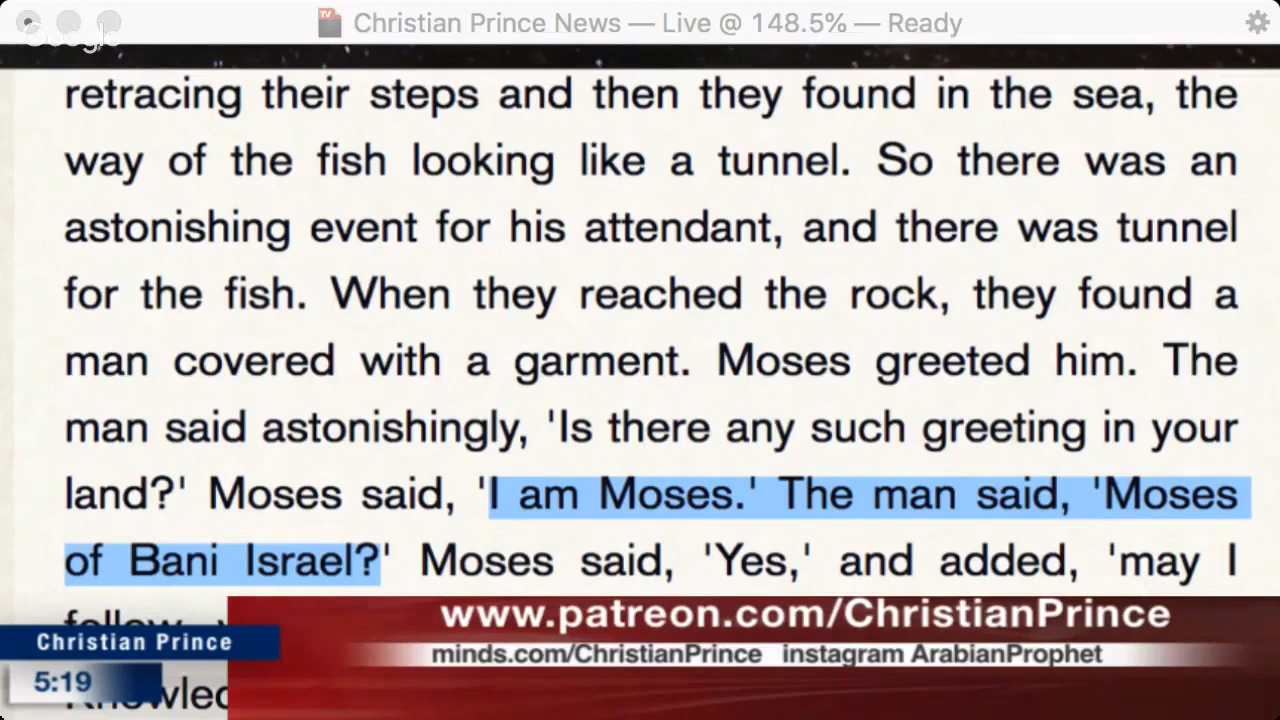 Christian Prince News — Live @ 148.5% — Ready
Google
retracing their steps and then they found in the sea, the
way of the fish looking like a tunnel. So there was an
astonishing event for his attendant, and there was tunnel
for the fish. When they reached the rock, they found a
man covered with a garment. Moses greeted him. The
man said astonishingly, 'Is there any such greeting in your
land?' Moses said, 'I am Moses.' The man said, 'Moses
of Bani Israel?' Moses said, 'Yes,' and added, 'may I
follow
www.patreon.com/ChristianPrince
Christian Prince
minds.com/ChristianPrince instagram ArabianProphet
5:19